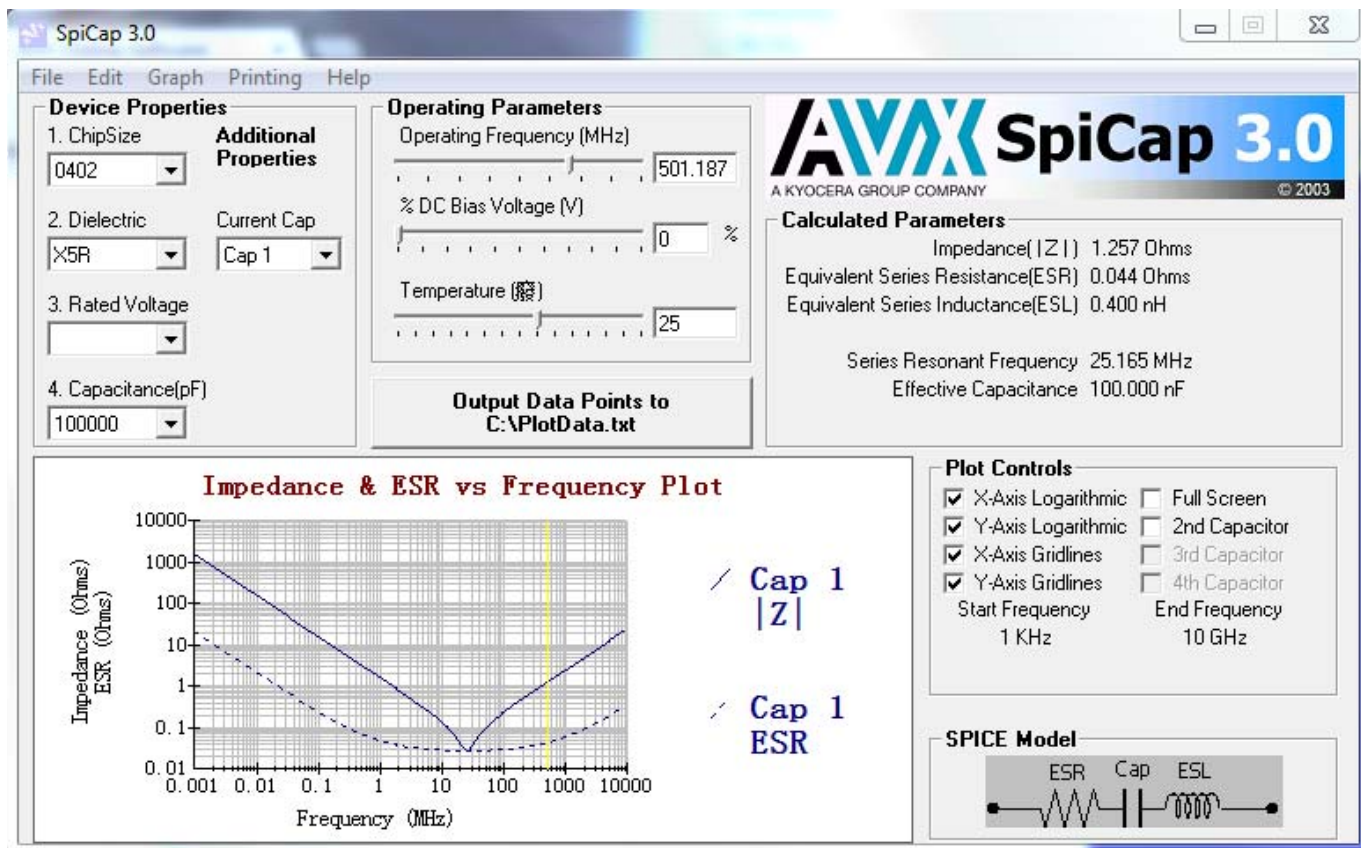 SpiCap 3.0
File Edit Graph Printing Help
Device Properties
1. ChipSize
Additional
Properties
0402
2. Dielectric
Current Cap
X5R
Cap 1
3. Rated Voltage
4. Capacitance(pF)
100000
Operating Parameters
Operating Frequency (MHz)
501.187
% DC Bias Voltage (V)
0 %
Temperature (癈)
25
Output Data Points to
C:\PlotData.txt
AVX SpiCap 3.0
A KYOCERA GROUP COMPANY
© 2003
Calculated Parameters
Impedance(|Z|) 1.257 Ohms
Equivalent Series Resistance(ESR) 0.044 Ohms
Equivalent Series Inductance(ESL) 0.400 nH
Series Resonant Frequency 25.165 MHz
Effective Capacitance 100.000 nF
Impedance & ESR vs Frequency Plot
Impedance (Ohms)
ESR (Ohms)
10000
1000
100
10
1
0.1
0.01
0.001 0.01 0.1 1 10 100 1000 10000
Frequency (MHz)
Cap 1
|Z|
Cap 1
ESR
Plot Controls
X-Axis Logarithmic Full Screen
Y-Axis Logarithmic 2nd Capacitor
X-Axis Gridlines 3rd Capacitor
Y-Axis Gridlines 4th Capacitor
Start Frequency End Frequency
1 KHz 10 GHz
SPICE Model
ESR Cap ESL